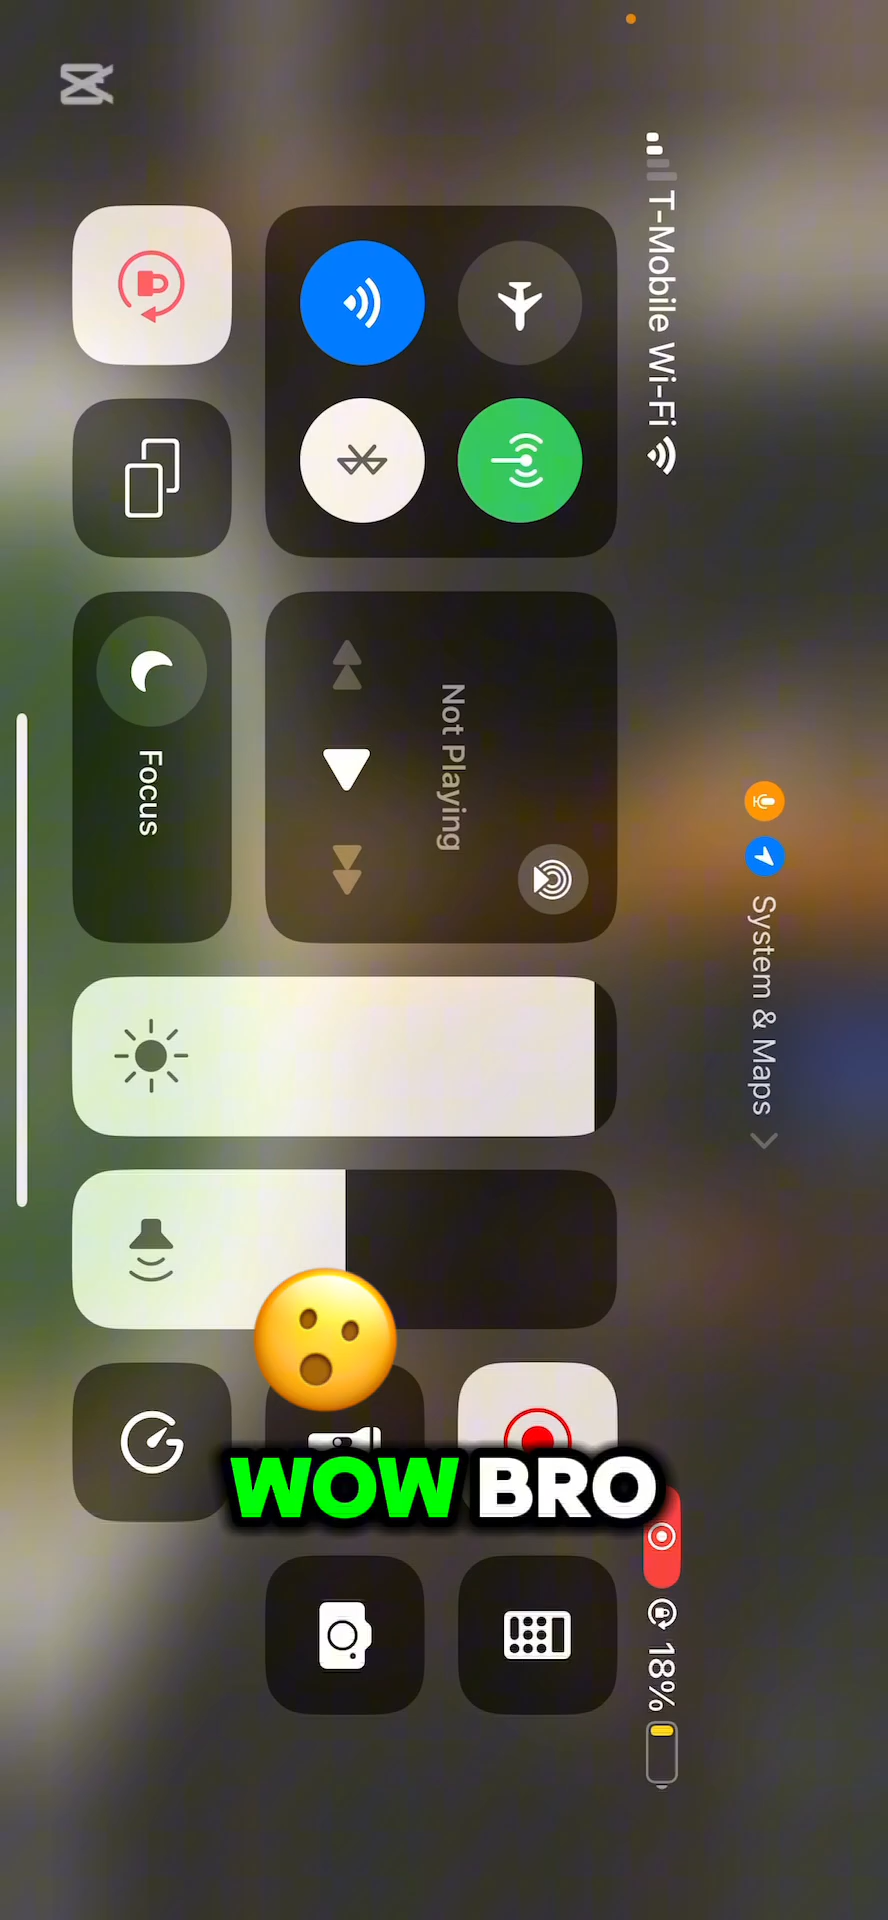 T-Mobile Wi-Fi
System & Maps
Not Playing
Focus
WOW BRO
18%